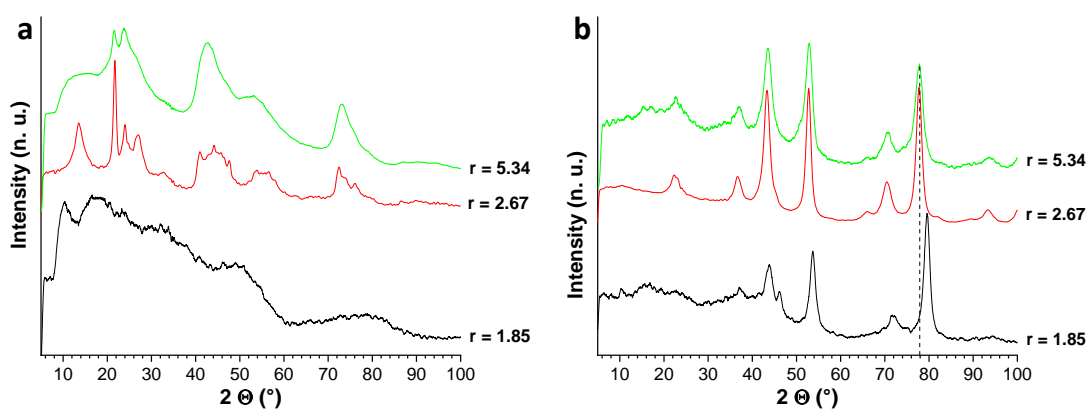 a
Intensity (n. u.)
r = 5.34
r = 2.67
r = 1.85
10 20 30 40 50 60 70 80 90 100
2 Θ (°)
b
Intensity (n. u.)
r = 5.34
r = 2.67
r = 1.85
10 20 30 40 50 60 70 80 90 100
2 Θ (°)